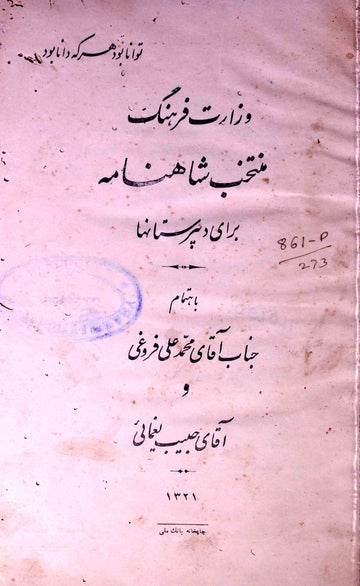 توانا بود هر که دانا بود
وزارت فرهنگ
منتخب شاهنامه
برای دبیرستانها
861-P
273
باهتمام
جناب آقای محمد علی فروغی
و
آقای حبیب یغمائی
۱۳۲۱
چاپخانه بانک ملی